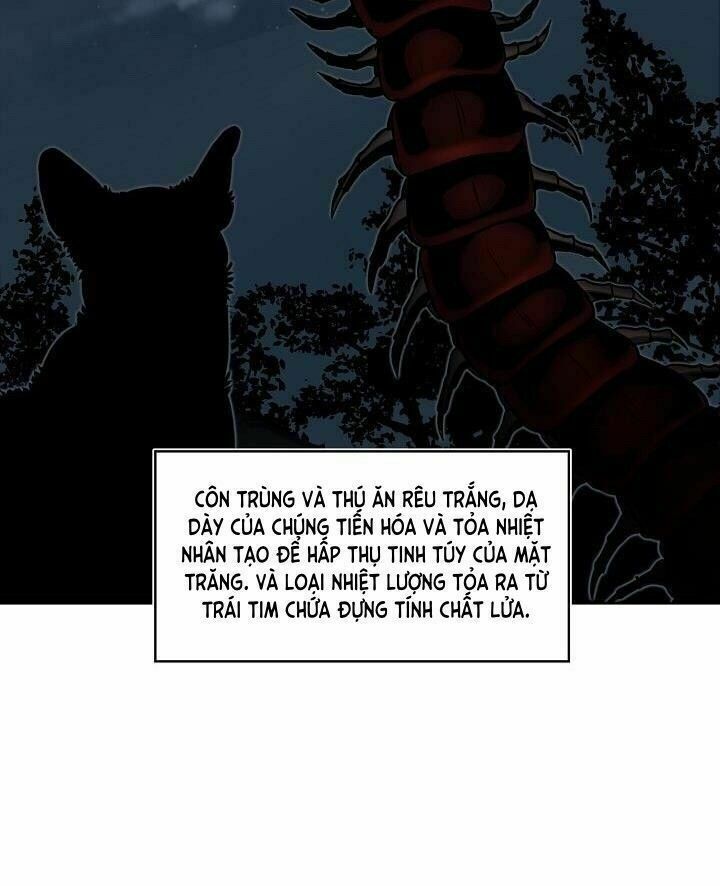 CÔN TRÙNG VÀ THÚ ĂN RÊU TRẮNG, DẠ
DÀY CỦA CHÚNG TIẾN HÓA VÀ TỎA NHIỆT
NHÂN TẠO ĐỂ HẤP THỤ TINH TÚY CỦA MẶT
TRĂNG. VÀ LOẠI NHIỆT LƯỢNG TỎA RA TỪ
TRÁI TIM CHỨA ĐỰNG TÍNH CHẤT LỬA.